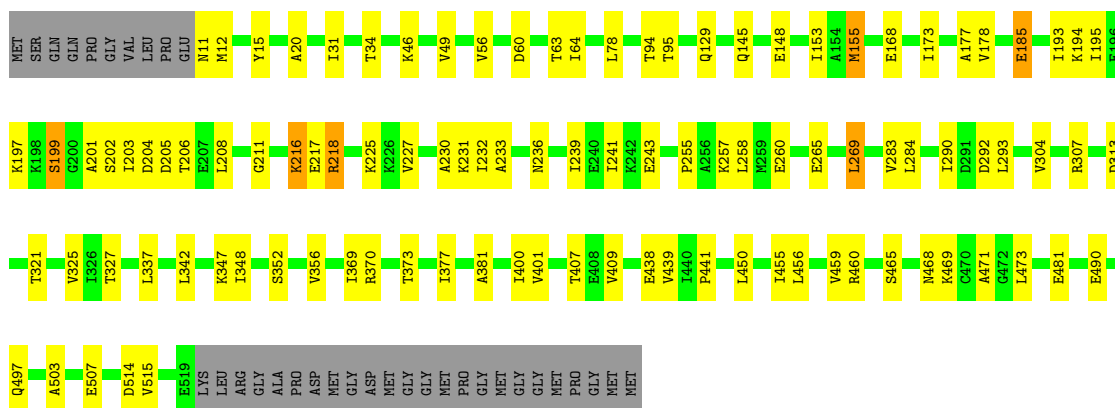 MET SER GLN GLN PRO GLY VAL LEU PRO GLU N11 M12 Y15 A20 I31 T34 K46 V49 V56 D60 T63 I64 L78 T94 T95 Q129 Q145 E148 I153 A154 M155 E168 I173 A177 V178 E185 I193 K194 I195 E196
K197 K198 S199 G200 A201 S202 I203 D204 D205 T206 E207 L208 G211 K216 E217 R218 K225 K226 V227 A230 K231 I232 A233 N236 I239 E240 I241 K242 E243 P255 A256 K257 L258 M259 E260 E265 L269 V283 L284 I290 D291 D292 L293 V304 R307
T321 V325 I326 T327 L337 L342 K347 I348 S352 V356 I369 R370 T373 I377 A381 I400 V401 T407 E408 V409 E438 V439 I440 P441 L450 I455 L456 V459 R460 S465 N468 K469 C470 A471 G472 L473 E481 E490
Q497 A503 E507 D514 V515 E519 LYS LEU ARG GLY ALA PRO ASP MET GLY ASP MET GLY GLY MET PRO GLY MET GLY GLY MET PRO GLY MET MET